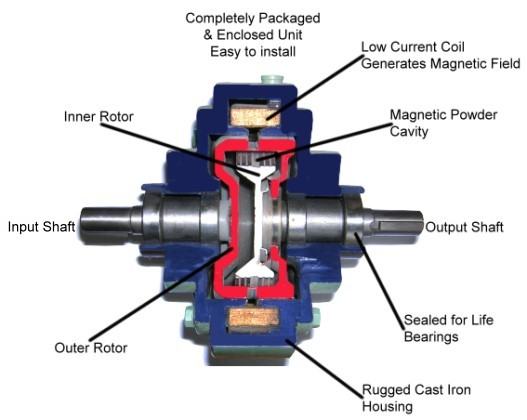 Completely Packaged
& Enclosed Unit
Easy to install
Low Current Coil
Generates Magnetic Field
Inner Rotor
Magnetic Powder
Cavity
Input Shaft
Output Shaft
Outer Rotor
Sealed for Life
Bearings
Rugged Cast Iron
Housing